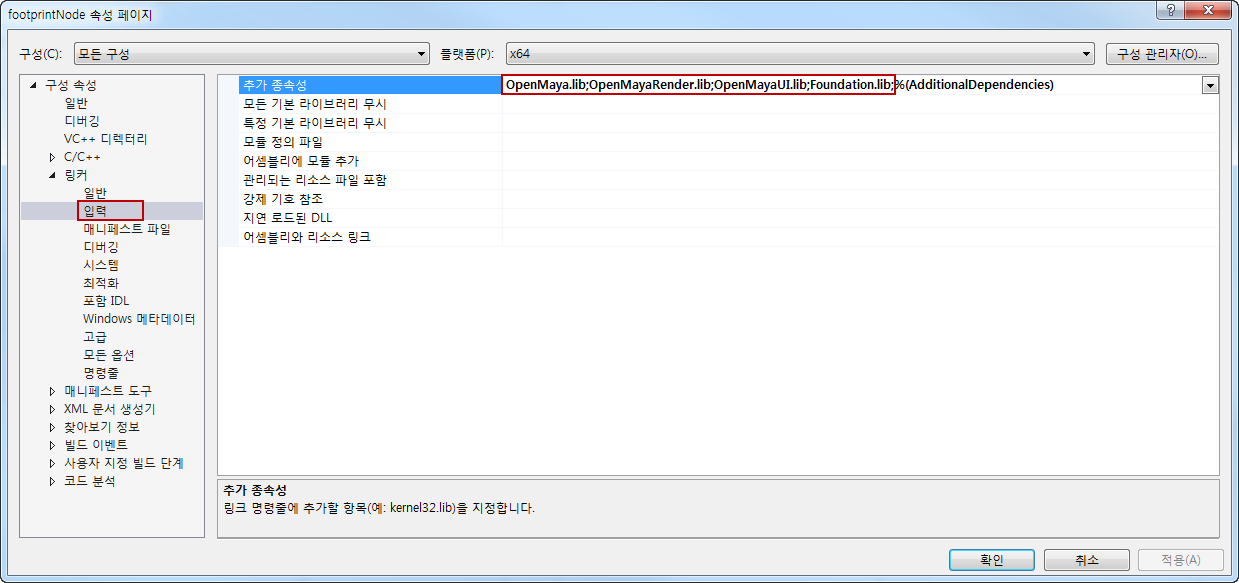 footprintNode 속성 페이지
구성(C): 모든 구성 플랫폼(P): x64 구성 관리자(O)...
구성 속성
일반
디버깅
VC++ 디렉터리
C/C++
링커
일반
입력
매니페스트 파일
디버깅
시스템
최적화
포함 IDL
Windows 메타데이터
고급
모든 옵션
명령줄
매니페스트 도구
XML 문서 생성기
찾아보기 정보
빌드 이벤트
사용자 지정 빌드 단계
코드 분석
추가 종속성 OpenMaya.lib;OpenMayaRender.lib;OpenMayaUI.lib;Foundation.lib;%(AdditionalDependencies)
모든 기본 라이브러리 무시
특정 기본 라이브러리 무시
모듈 정의 파일
어셈블리에 모듈 추가
관리되는 리소스 파일 포함
강제 기호 참조
지연 로드된 DLL
어셈블리와 리소스 링크
추가 종속성
링크 명령줄에 추가할 항목(예: kernel32.lib)을 지정합니다.
확인 취소 적용(A)